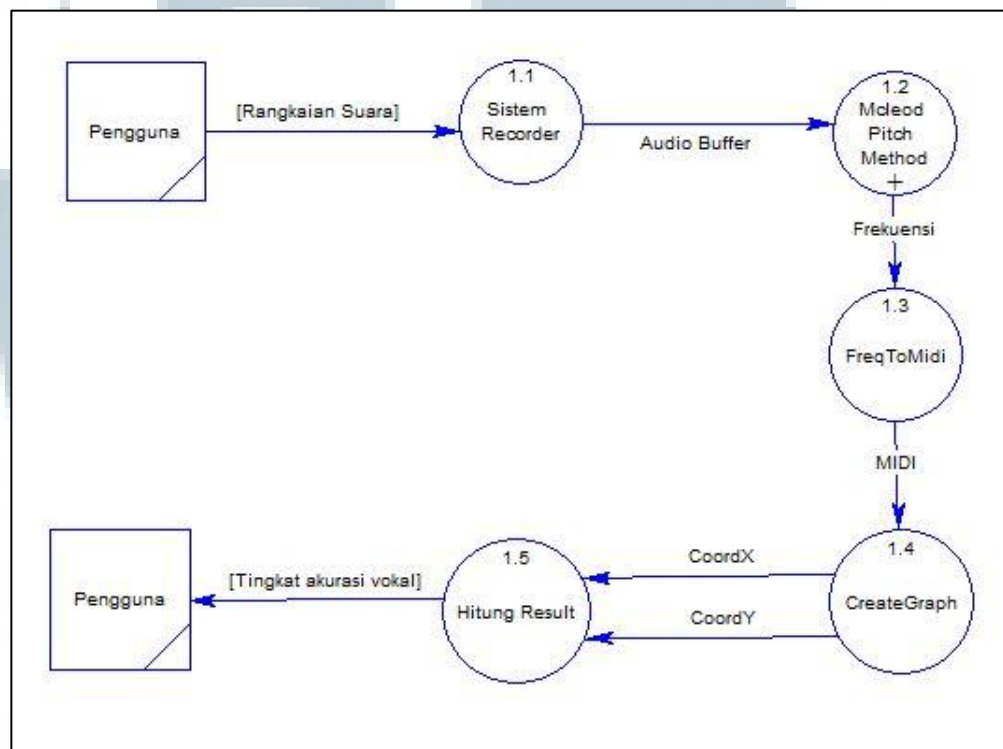 Pengguna
[Rangkaian Suara]
1.1
Sistem
Recorder
Audio Buffer
1.2
Mcleod
Pitch
Method
+
Frekuensi
1.3
FreqToMidi
MIDI
1.4
CreateGraph
CoordX
CoordY
1.5
Hitung Result
[Tingkat akurasi vokal]
Pengguna